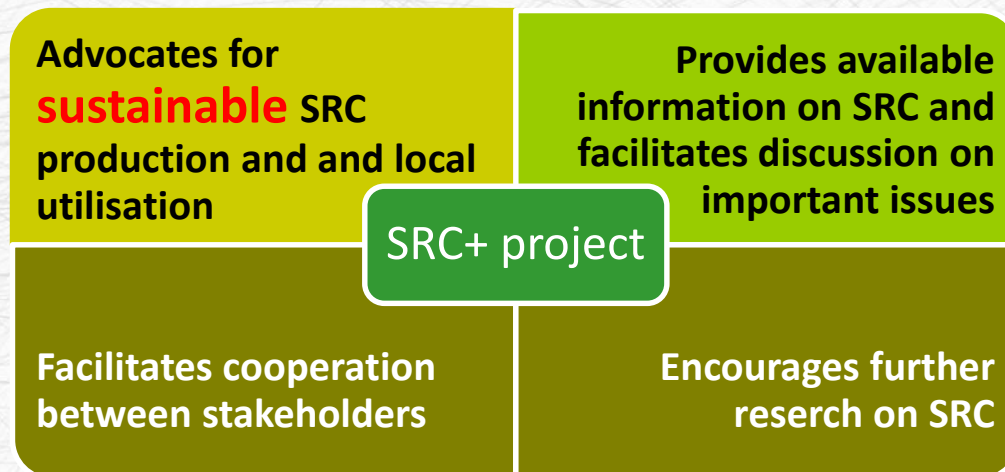 Advocates for
sustainable SRC
production and and local
utilisation
Provides available
information on SRC and
facilitates discussion on
important issues
SRC+ project
Facilitates cooperation
between stakeholders
Encourages further
reserch on SRC